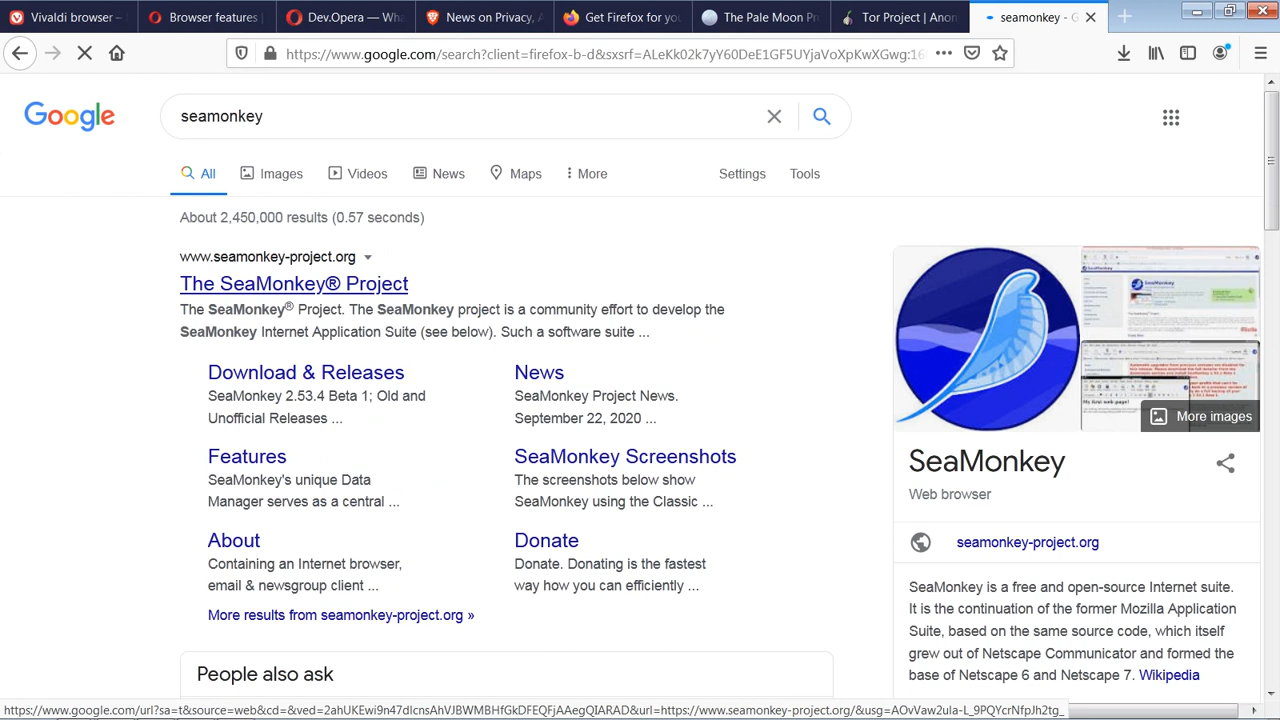 Vivaldi browser –
Browser features |
Dev.Opera — Wha
News on Privacy, A
Get Firefox for you
The Pale Moon Pr
Tor Project | Anon
seamonkey - G
https://www.google.com/search?client=firefox-b-d&sxsrf=ALeKk02k7yY60DeE1GF5UYjaVoXpKwXGwg:16
Google
seamonkey
All
Images
Videos
News
Maps
More
Settings
Tools
About 2,450,000 results (0.57 seconds)
www.seamonkey-project.org
The SeaMonkey® Project
The SeaMonkey® Project. The SeaMonkey project is a community effort to develop the
SeaMonkey Internet Application Suite (see below). Such a software suite ...
Download & Releases
SeaMonkey 2.53.4 Beta 1; Old and
Unofficial Releases ...
News
SeaMonkey Project News.
September 22, 2020 ...
Features
SeaMonkey's unique Data
Manager serves as a central ...
SeaMonkey Screenshots
The screenshots below show
SeaMonkey using the Classic ...
About
Containing an Internet browser,
email & newsgroup client ...
Donate
Donate. Donating is the fastest
way how you can efficiently ...
More results from seamonkey-project.org »
People also ask
More images
SeaMonkey
Web browser
seamonkey-project.org
SeaMonkey is a free and open-source Internet suite.
It is the continuation of the former Mozilla Application
Suite, based on the same source code, which itself
grew out of Netscape Communicator and formed the
base of Netscape 6 and Netscape 7. Wikipedia
https://www.google.com/url?sa=t&source=web&cd=&ved=2ahUKEwi9n47dIcnsAhVJBWMBHfGkDFEQFjAAegQIARAD&url=https://www.seamonkey-project.org/&usg=AOvVaw2uIa-L_9PQYcrNfpJh2tg_